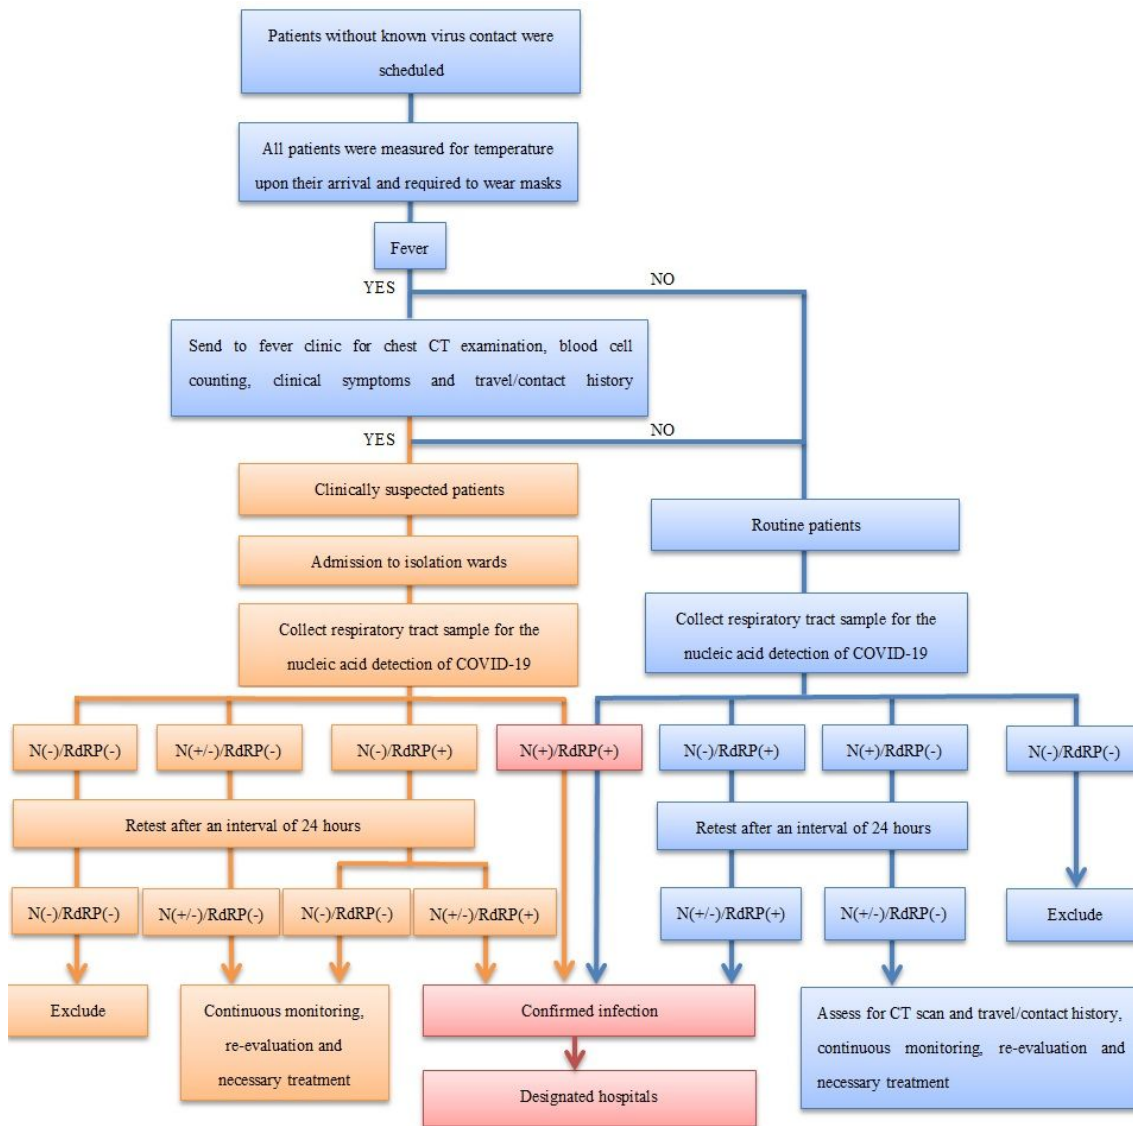 Patients without known virus contact were
scheduled
All patients were measured for temperature
upon their arrival and required to wear masks
Fever
YES
NO
Send to fever clinic for chest CT examination, blood cell
counting, clinical symptoms and travel/contact history
YES
NO
Clinically suspected patients
Routine patients
Admission to isolation wards
Collect respiratory tract sample for the
nucleic acid detection of COVID-19
Collect respiratory tract sample for the
nucleic acid detection of COVID-19
N(-)/RdRP(-)
N(+/-)/RdRP(-)
N(-)/RdRP(+)
N(+)/RdRP(+)
N(-)/RdRP(+)
N(+)/RdRP(-)
N(-)/RdRP(-)
Retest after an interval of 24 hours
Retest after an interval of 24 hours
N(-)/RdRP(-)
N(+/-)/RdRP(-)
N(-)/RdRP(-)
N(+/-)/RdRP(+)
N(+/-)/RdRP(+)
N(+/-)/RdRP(-)
Exclude
Exclude
Continuous monitoring,
re-evaluation and
necessary treatment
Confirmed infection
Assess for CT scan and travel/contact history,
continuous monitoring, re-evaluation and
necessary treatment
Designated hospitals